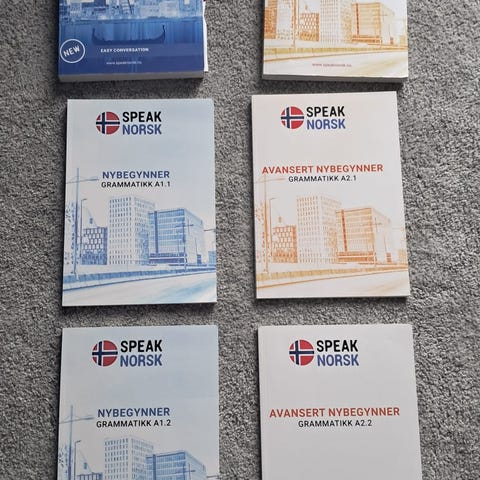 NEW
EASY CONVERSATION
www.speaknorsk.no
www.speaknorsk.no
SPEAK
NORSK
NYBEGYNNER
GRAMMATIKK A1.1
SPEAK
NORSK
AVANSERT NYBEGYNNER
GRAMMATIKK A2.1
SPEAK
NORSK
NYBEGYNNER
GRAMMATIKK A1.2
SPEAK
NORSK
AVANSERT NYBEGYNNER
GRAMMATIKK A2.2